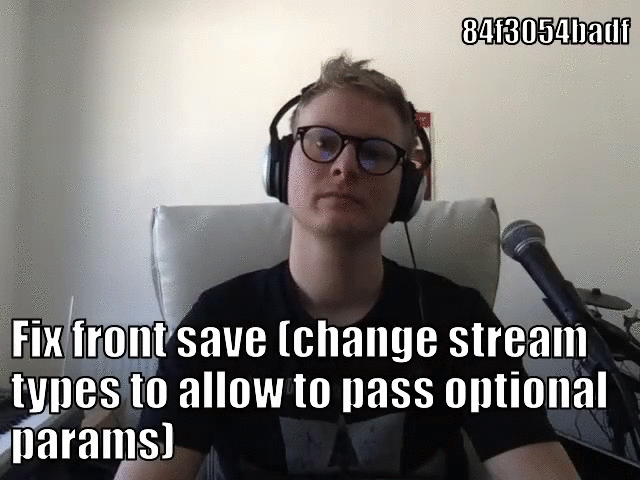 84f3054badf
Fix front save (change stream
types to allow to pass optional
params)